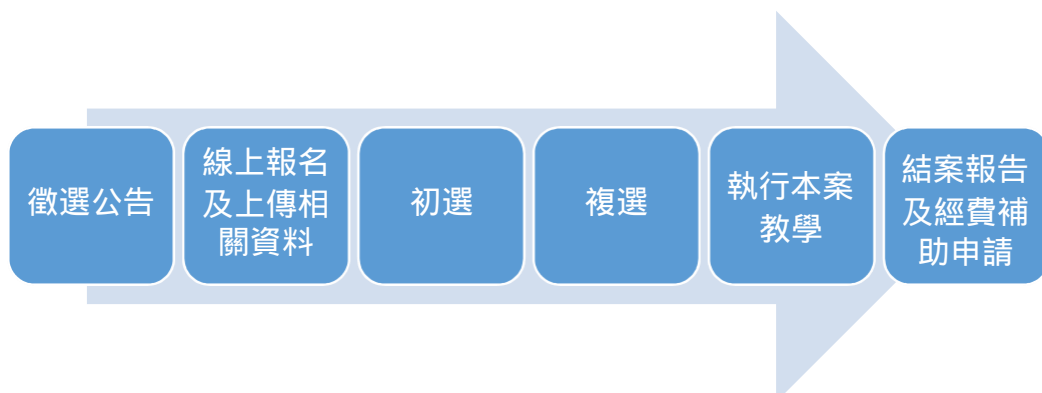 徵選公告
線上報名
及上傳相
關資料
初選
複選
執行本案
教學
結案報告
及經費補
助申請